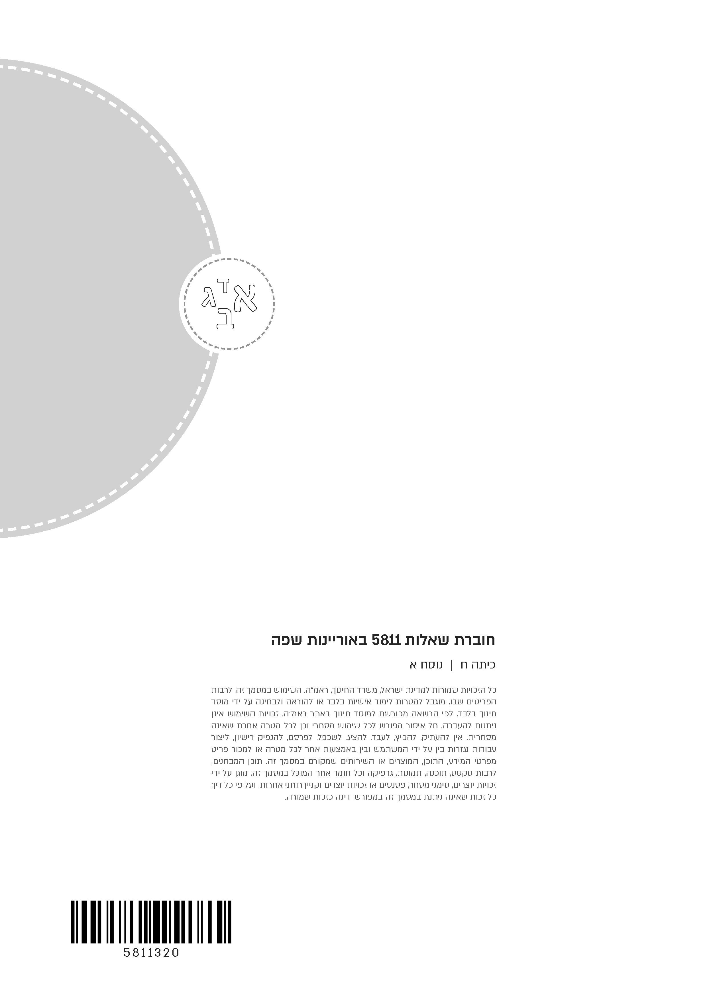 ד
א
ג
ב
חוברת שאלות 5811 באוריינות שפה
כיתה ח | נוסח א
כל הזכויות שמורות למדינת ישראל, משרד החינוך, ראמ"ה. השימוש במסמך זה, לרבות
הפריטים שבו, מוגבל למטרות לימוד אישיות בלבד או להוראה ולבחינה על ידי מוסד
חינוך בלבד, לפי הרשאה מפורשת למוסד חינוך באתר ראמ"ה. זכויות השימוש אינן
ניתנות להעברה. חל איסור מפורש לכל שימוש מסחרי וכן לכל מטרה אחרת שאינה
מסחרית. אין להעתיק, להפיץ, לעבד, להציג, לשכפל, לפרסם, להנפיק רישיון, ליצור
עבודות נגזרות בין על ידי המשתמש ובין באמצעות אחר לכל מטרה או למכור פריט
מפרטי המידע, התוכן, המוצרים או השירותים שמקורם במסמך זה. תוכן המבחנים,
לרבות טקסט, תוכנה, תמונות, גרפיקה וכל חומר אחר המוכל במסמך זה, מוגן על ידי
זכויות יוצרים, סימני מסחר, פטנטים או זכויות יוצרים וקניין רוחני אחרות, ועל פי כל דין;
כל זכות שאינה ניתנת במסמך זה במפורש, דינה כזכות שמורה.
5811320